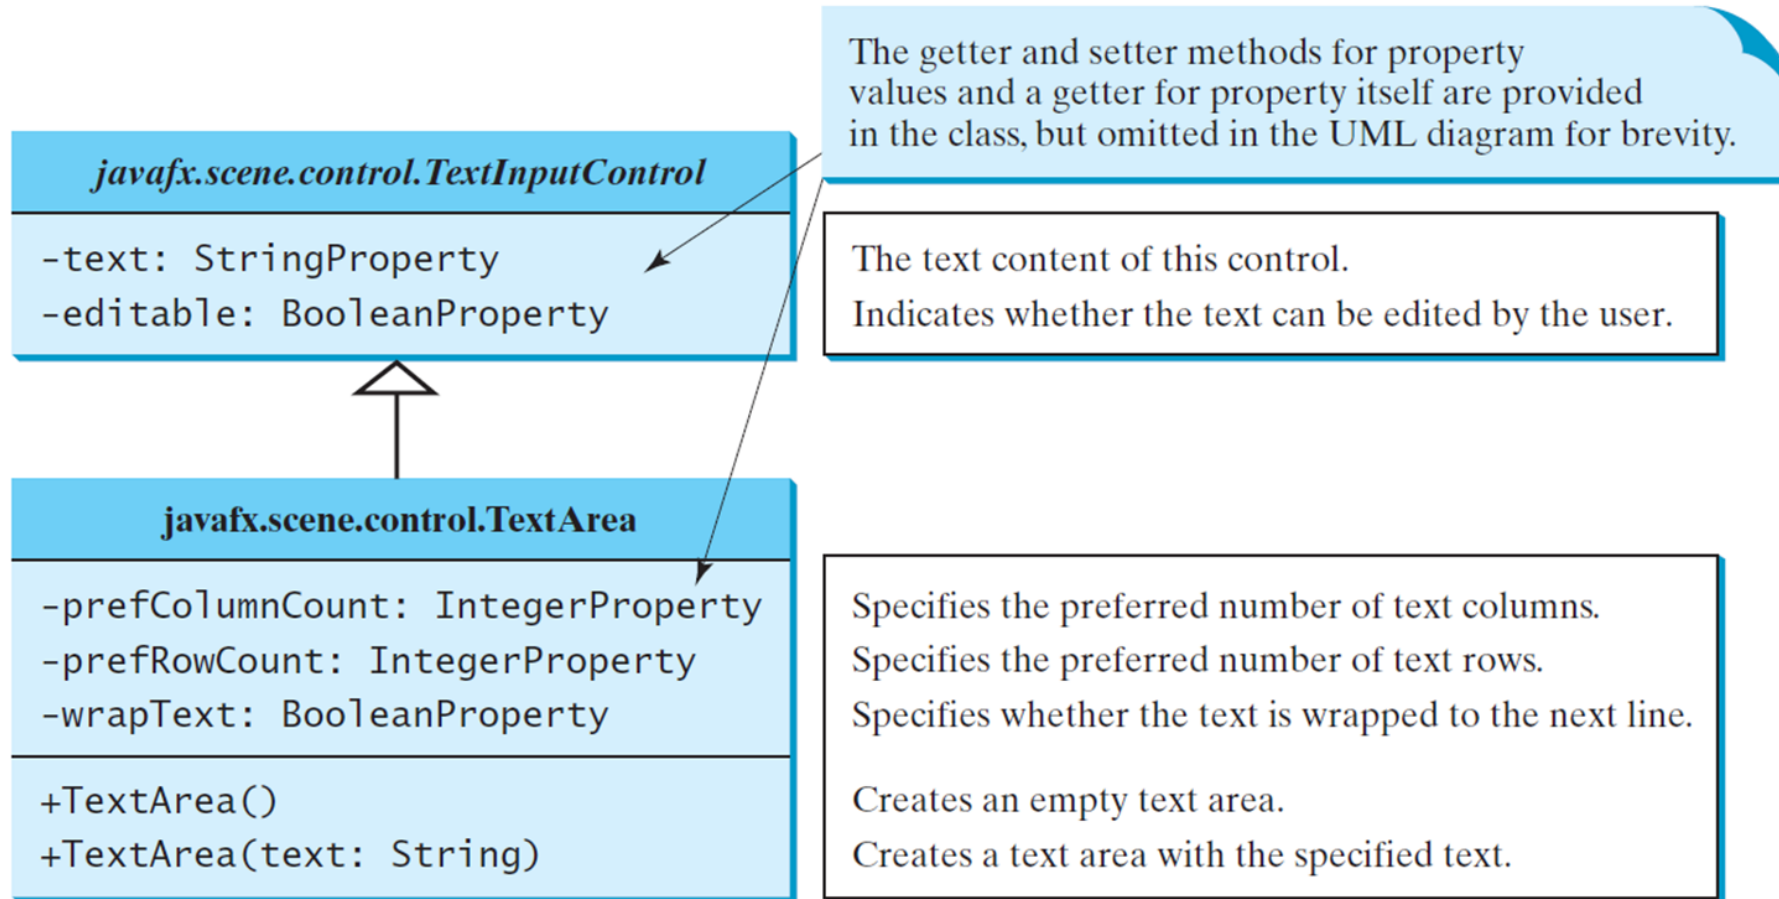 The getter and setter methods for property
values and a getter for property itself are provided
in the class, but omitted in the UML diagram for brevity.
javafx.scene.control.TextInputControl
-text: StringProperty
The text content of this control.
-editable: BooleanProperty
Indicates whether the text can be edited by the user.
javafx.scene.control.TextArea
-prefColumnCount: IntegerProperty
Specifies the preferred number of text columns.
-prefRowCount: IntegerProperty
Specifies the preferred number of text rows.
-wrapText: BooleanProperty
Specifies whether the text is wrapped to the next line.
+TextArea()
Creates an empty text area.
+TextArea(text: String)
Creates a text area with the specified text.